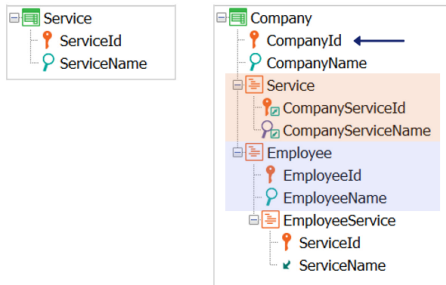 Service
ServiceId
ServiceName
Company
CompanyId
CompanyName
Service
CompanyServiceId
CompanyServiceName
Employee
EmployeeId
EmployeeName
EmployeeService
ServiceId
ServiceName